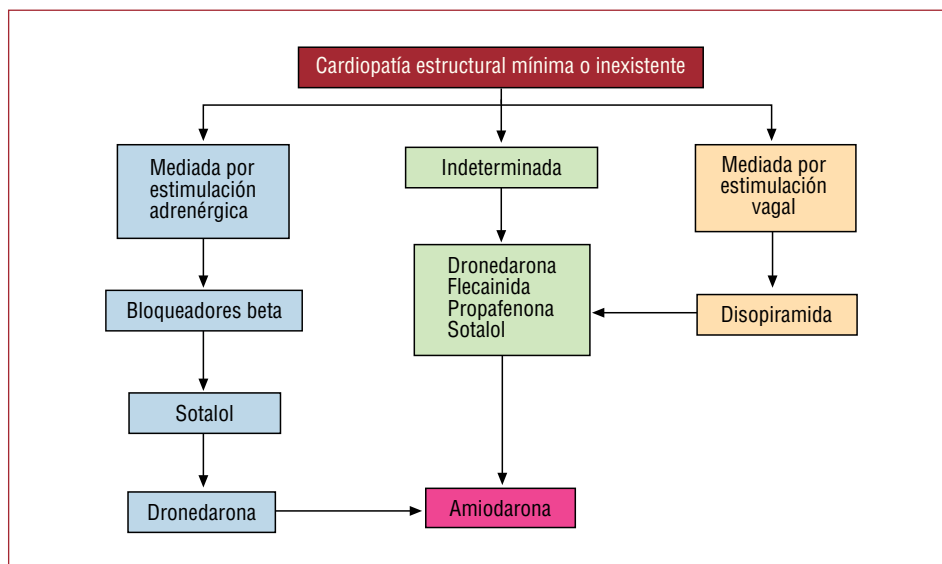 Cardiopatía estructural mínima o inexistente
Mediada por
estimulación
adrenérgica
Indeterminada
Mediada por
estimulación
vagal
Dronedarona
Flecainida
Propafenona
Sotalol
Bloqueadores beta
Disopiramida
Sotalol
Dronedarona
Amiodarona